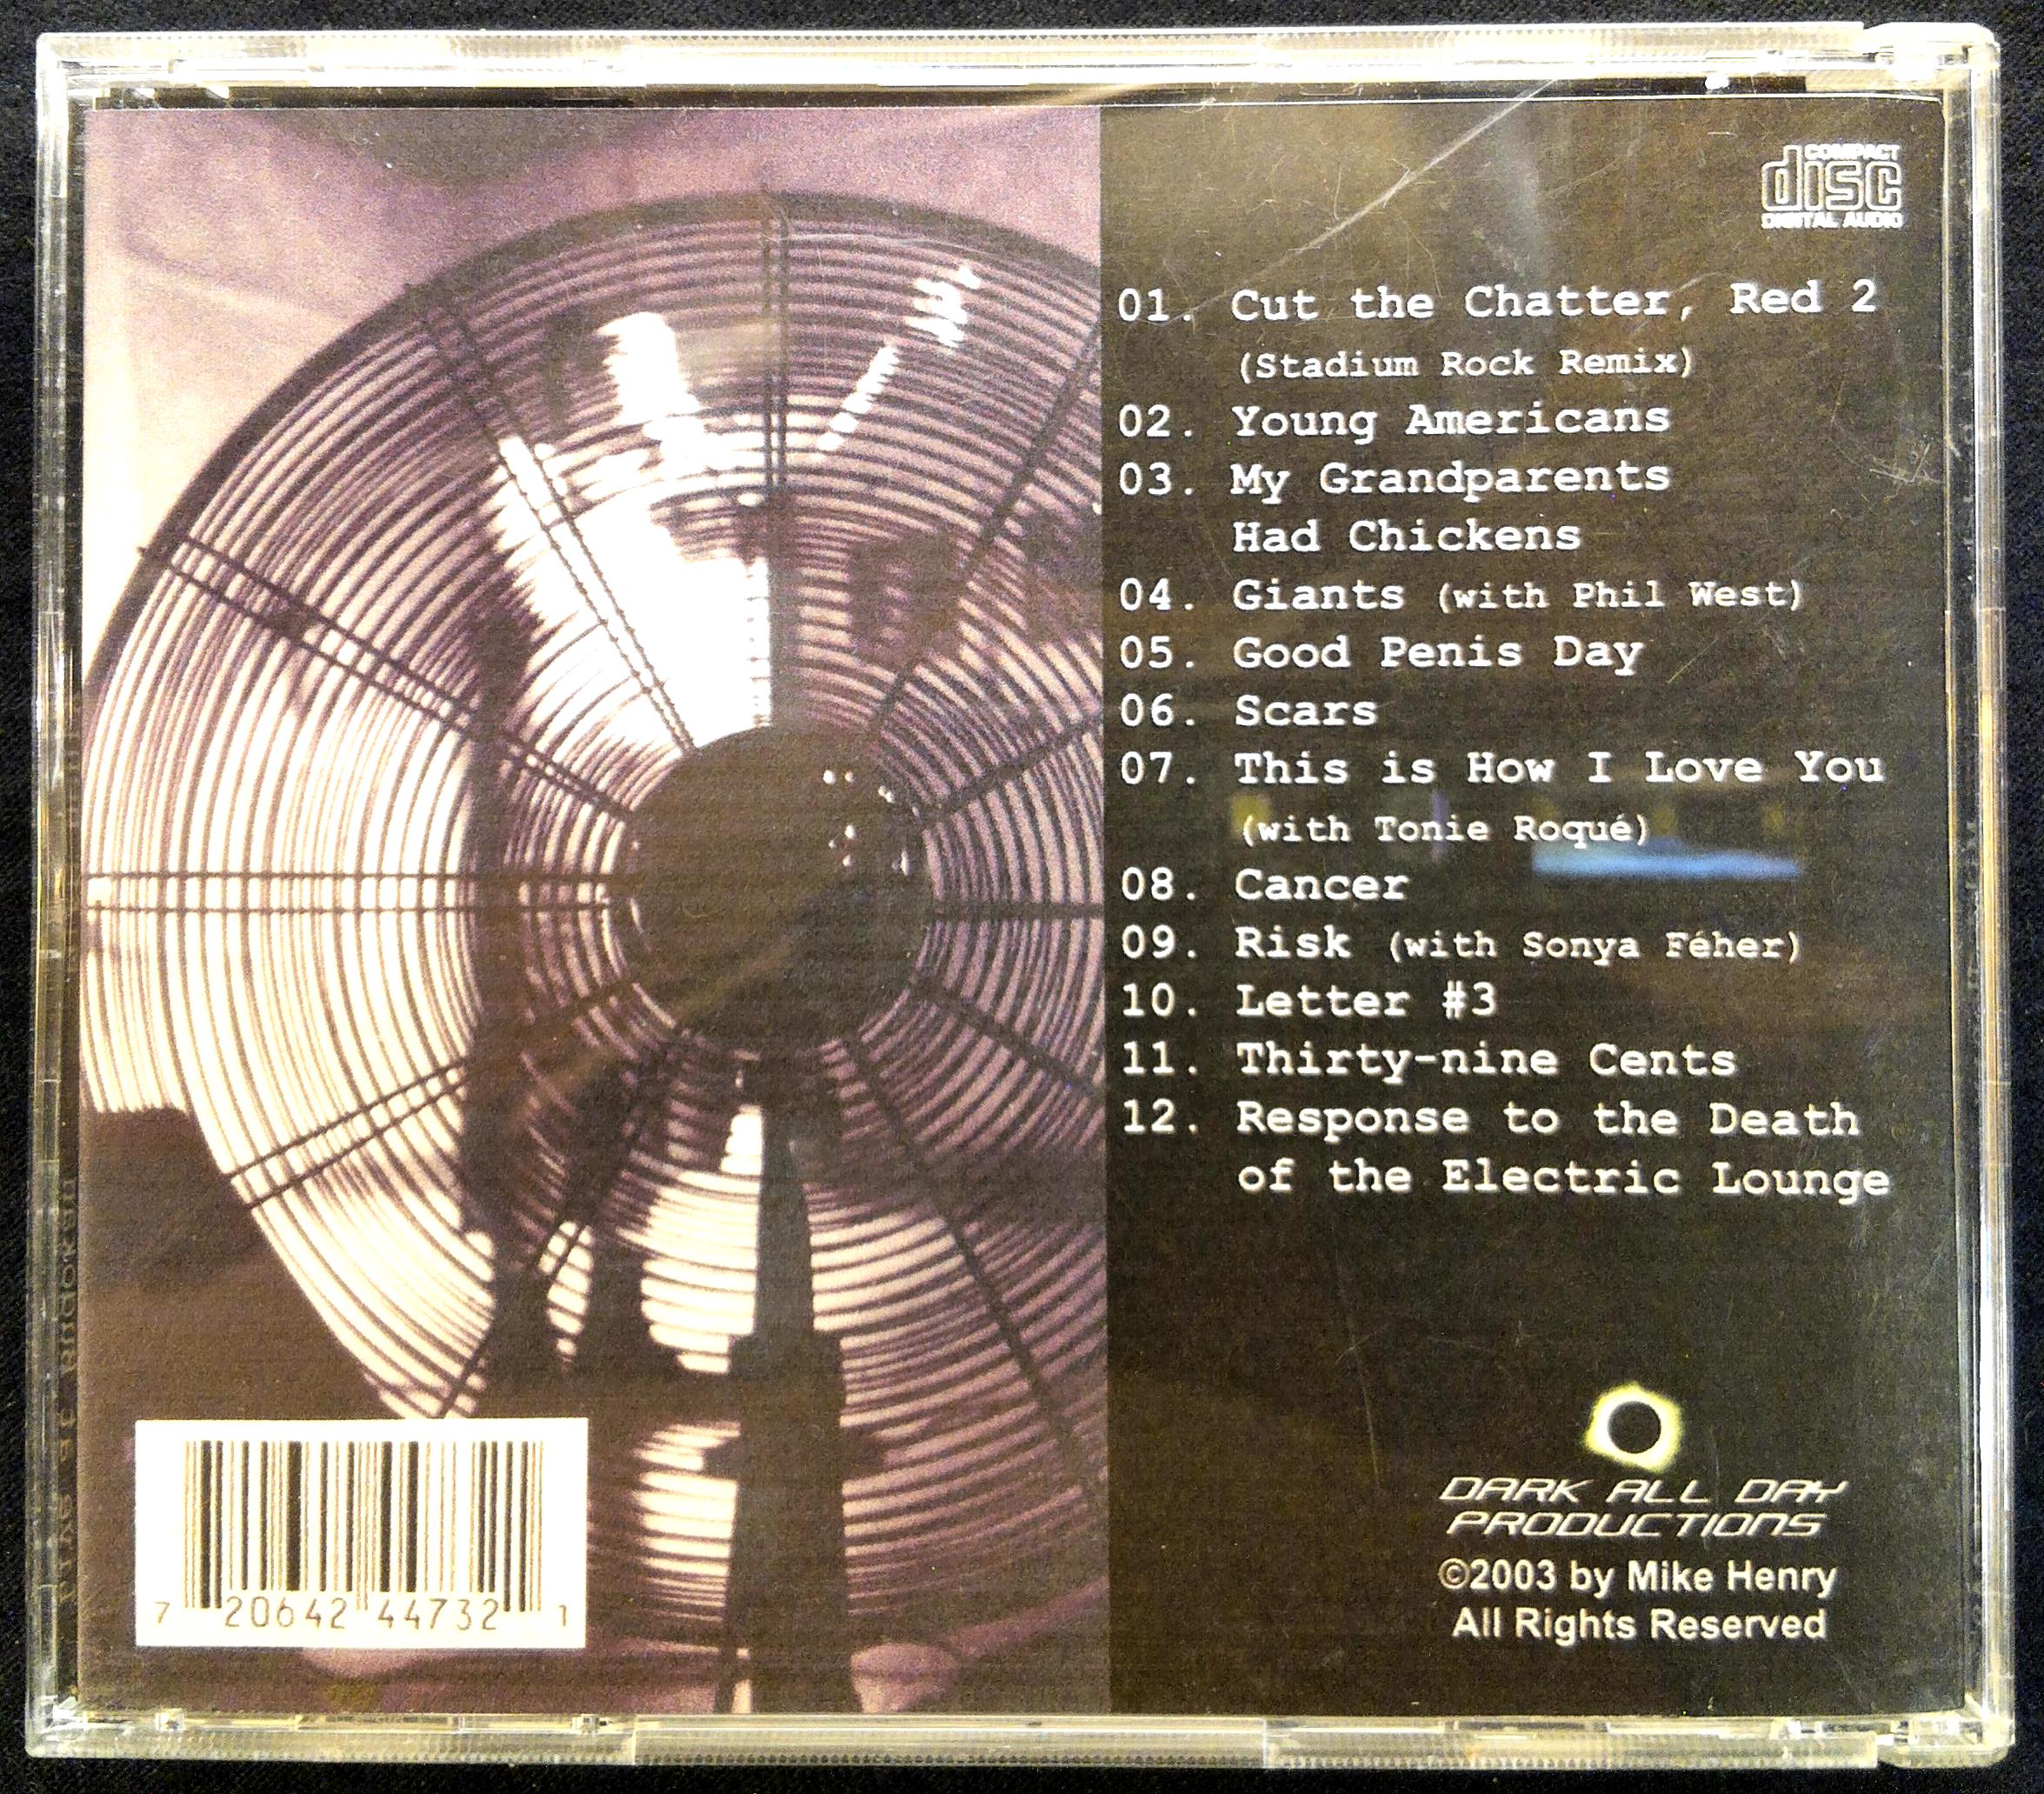 COMPACT
disc
DIGITAL AUDIO
01. Cut the Chatter, Red 2
(Stadium Rock Remix)
02. Young Americans
03. My Grandparents
Had Chickens
04. Giants (with Phil West)
05. Good Penis Day
06. Scars
07. This is How I Love You
(with Tonie Roqué)
08. Cancer
09. Risk (with Sonya Féher)
10. Letter #3
11. Thirty-nine Cents
12. Response to the Death
of the Electric Lounge
DARK ALL DAY
PRODUCTIONS
©2003 by Mike Henry
All Rights Reserved
7 20642 44732 1